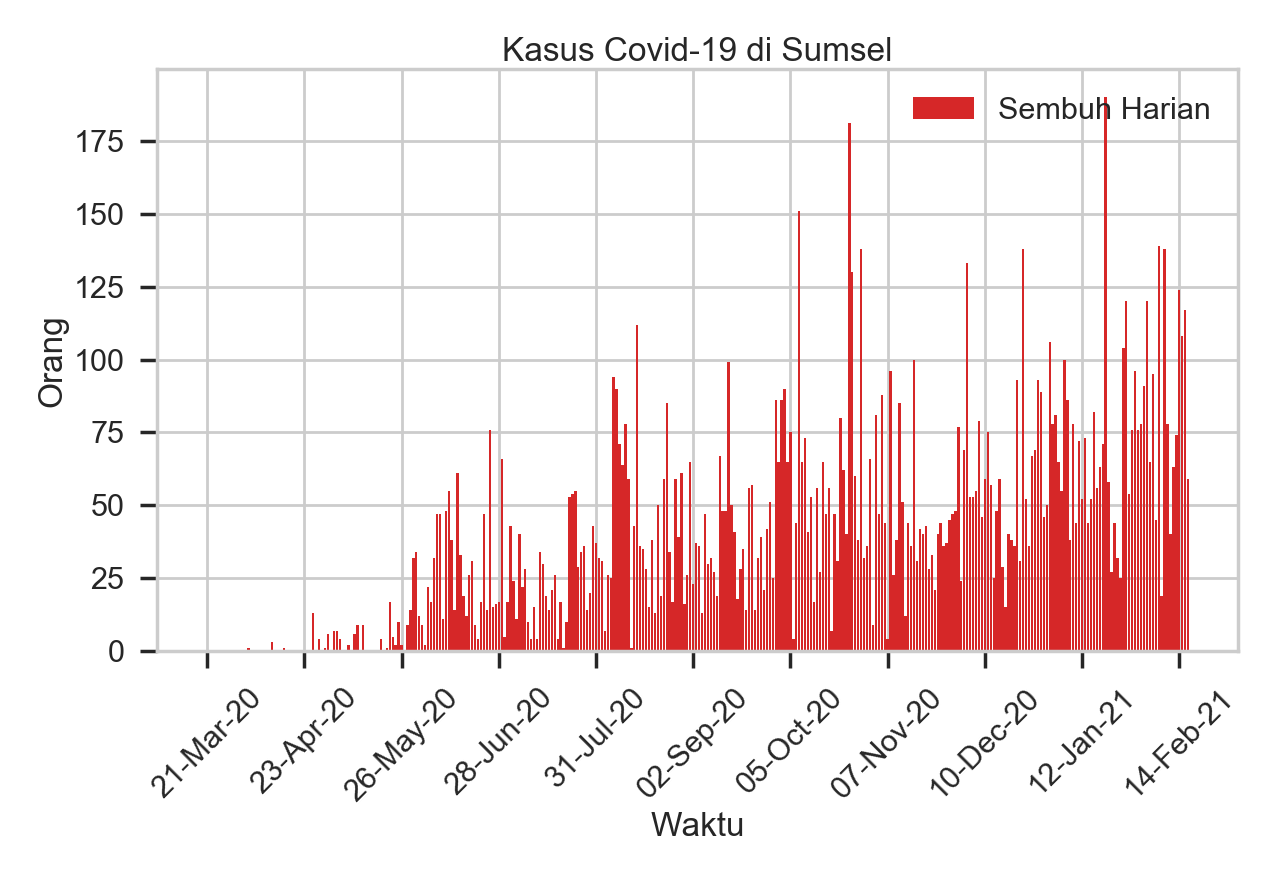 Kasus Covid-19 di Sumsel
Sembuh Harian
175
150
125
100
75
50
25
0
Orang
21-Mar-20
23-Apr-20
26-May-20
28-Jun-20
31-Jul-20
02-Sep-20
05-Oct-20
07-Nov-20
10-Dec-20
12-Jan-21
14-Feb-21
Waktu